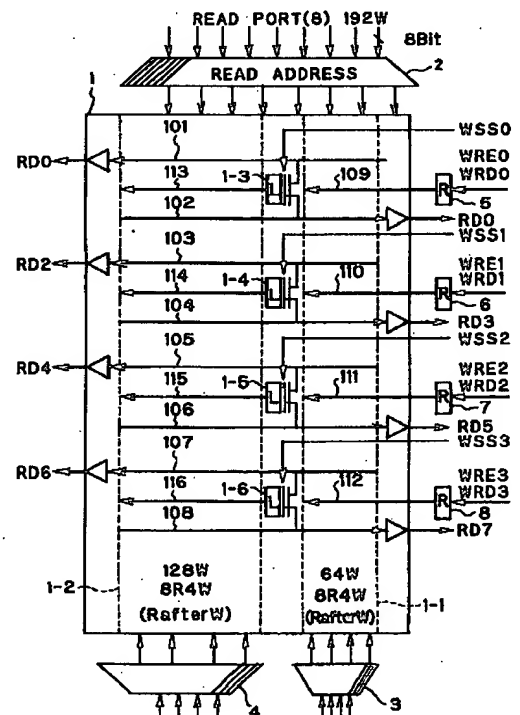 READ PORT(8) 192W
8Bit
READ ADDRESS
2
1
101
WSS0
RD0
WRE0
WRD0
113
1-3
109
R
5
102
RD0
WSS1
103
RD2
WRE1
WRD1
114
1-4
110
R
6
104
RD3
WSS2
105
RD4
WRE2
WRD2
115
1-5
111
R
7
106
RD5
WSS3
107
RD6
WRE3
WRD3
116
1-6
112
R
8
108
RD7
128W
8R4W
(RafterW)
64W
8R4W
(RafterW)
1-2
1-1
4
3